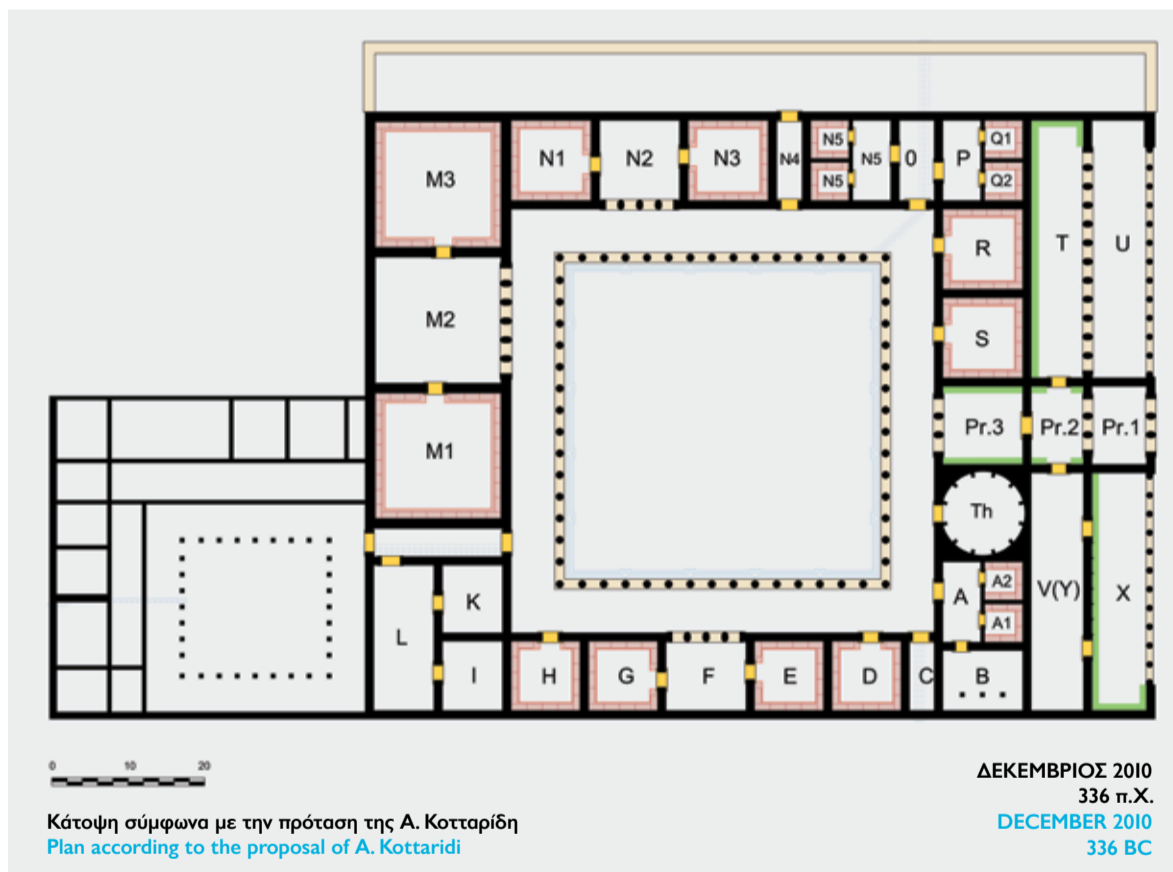 M3
N1
N2
N3
N4
N5
N5
N5
0
P
Q1
Q2
R
T
U
M2
S
M1
Pr.3
Pr.2
Pr.1
Th
A
A2
A1
V(Y)
X
K
L
I
H
G
F
E
D
C
B
0 10 20
ΔΕΚΕΜΒΡΙΟΣ 2010
336 π.Χ.
Κάτοψη σύμφωνα με την πρόταση της Α. Κοτταρίδη
DECEMBER 2010
Plan according to the proposal of A. Kottaridi
336 BC